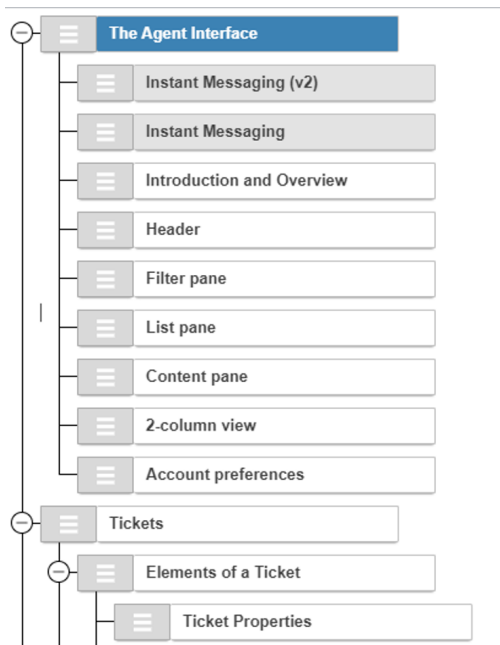 The Agent Interface
Instant Messaging (v2)
Instant Messaging
Introduction and Overview
Header
Filter pane
List pane
Content pane
2-column view
Account preferences
Tickets
Elements of a Ticket
Ticket Properties